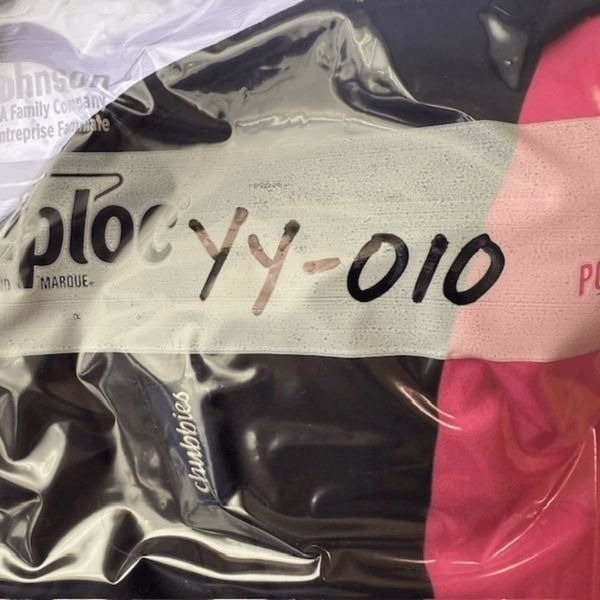 ohnson
A Family Company
ntreprise Familiale
ploc®
MARQUE
YY-010
chubbies